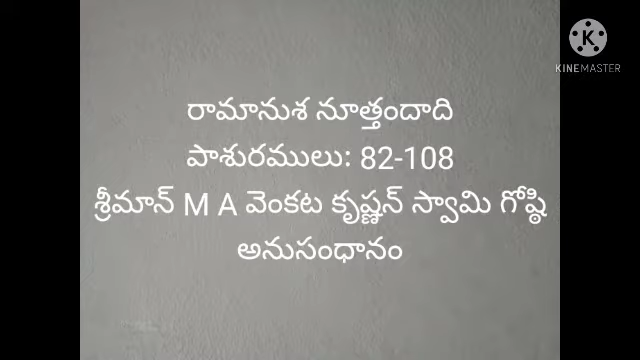 KINEMASTER
రామానుశ నూత్తందాది
పాశురములు: 82-108
శ్రీమాన్ M A వెంకట కృష్ణన్ స్వామి గోష్ఠి
అనుసంధానం